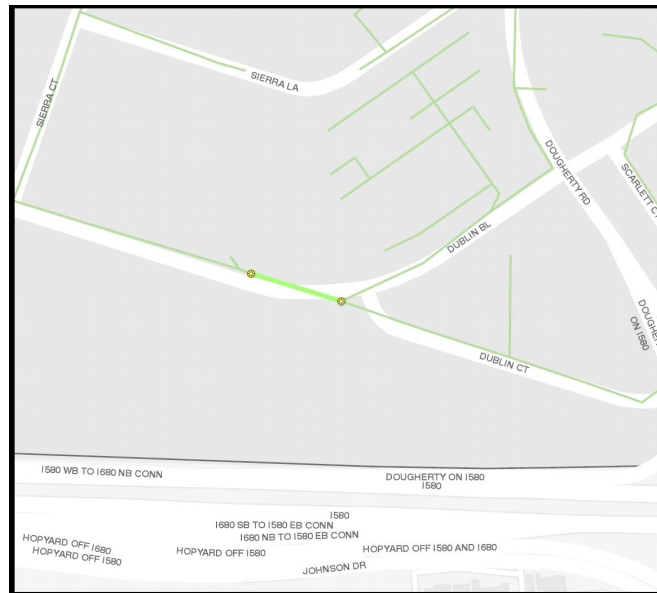 SIERRA LA
SIERRA CT
DOUGHERTY RD
SCARLETT C
DUBLIN BL
DOUGHER
ON I580
DUBLIN CT
I580 WB TO I680 NB CONN
DOUGHERTY ON I580
I580
I580
I680 SB TO I580 EB CONN
I680 NB TO I580 EB CONN
HOPYARD OFF I680
HOPYARD OFF I580
HOPYARD OFF I580
HOPYARD OFF I580 AND I680
JOHNSON DR